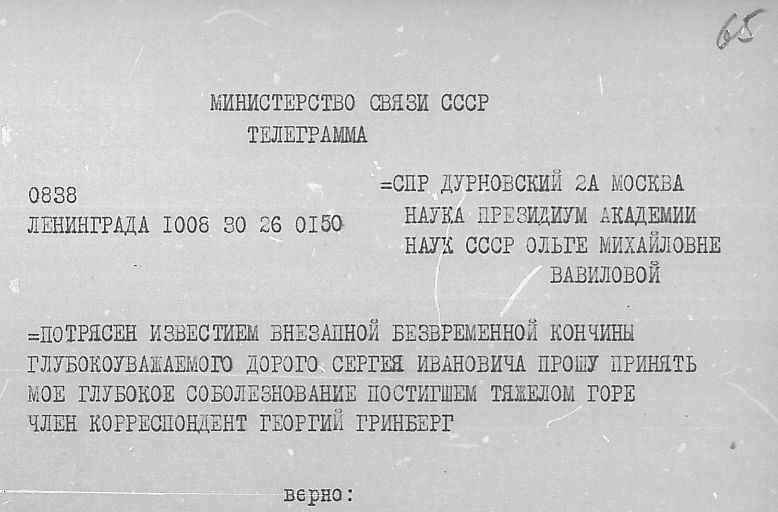 65
МИНИСТЕРСТВО СВЯЗИ СССР
ТЕЛЕГРАММА
=СПР ДУРНОВСКИЙ 2А МОСКВА
0838
НАУКА ПРЕЗИДИУМ АКАДЕМИИ
ЛЕНИНГРАДА I008 30 26 0I50
НАУК СССР ОЛЬГЕ МИХАЙЛОВНЕ
ВАВИЛОВОЙ
=ПОТРЯСЕН ИЗВЕСТИЕМ ВНЕЗАПНОЙ БЕЗВРЕМЕННОЙ КОНЧИНЫ
ГЛУБОКОУВАЖАЕМОГО ДОРОГО СЕРГЕЯ ИВАНОВИЧА ПРОШУ ПРИНЯТЬ
МОЕ ГЛУБОКОЕ СОБОЛЕЗНОВАНИЕ ПОСТИГШЕМ ТЯЖЕЛОМ ГОРЕ
ЧЛЕН КОРРЕСПОНДЕНТ ГЕОРГИЙ ГРИНБЕРГ
верно: